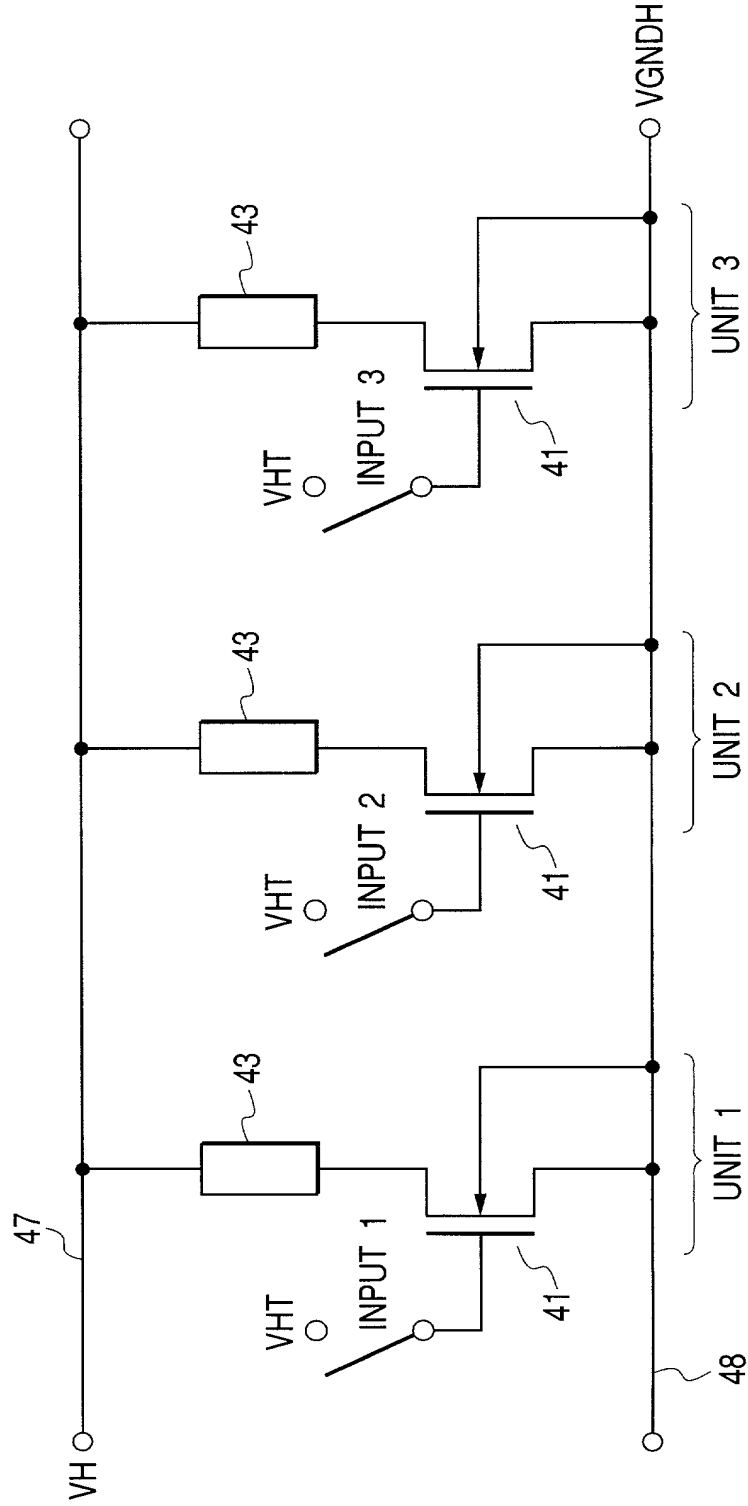 47
VH
43
43
43
VHT
INPUT 1
VHT
INPUT 2
VHT
INPUT 3
41
41
41
48
VGNDH
UNIT 1
UNIT 2
UNIT 3